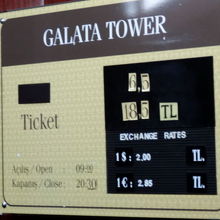 GALATA TOWER
6.5
Ticket
18.5 TL
EXCHANGE RATES
Açılış / Open 09:00
1$: 2.00 TL
Kapanış / Close: 20:30
1€: 2.85 TL